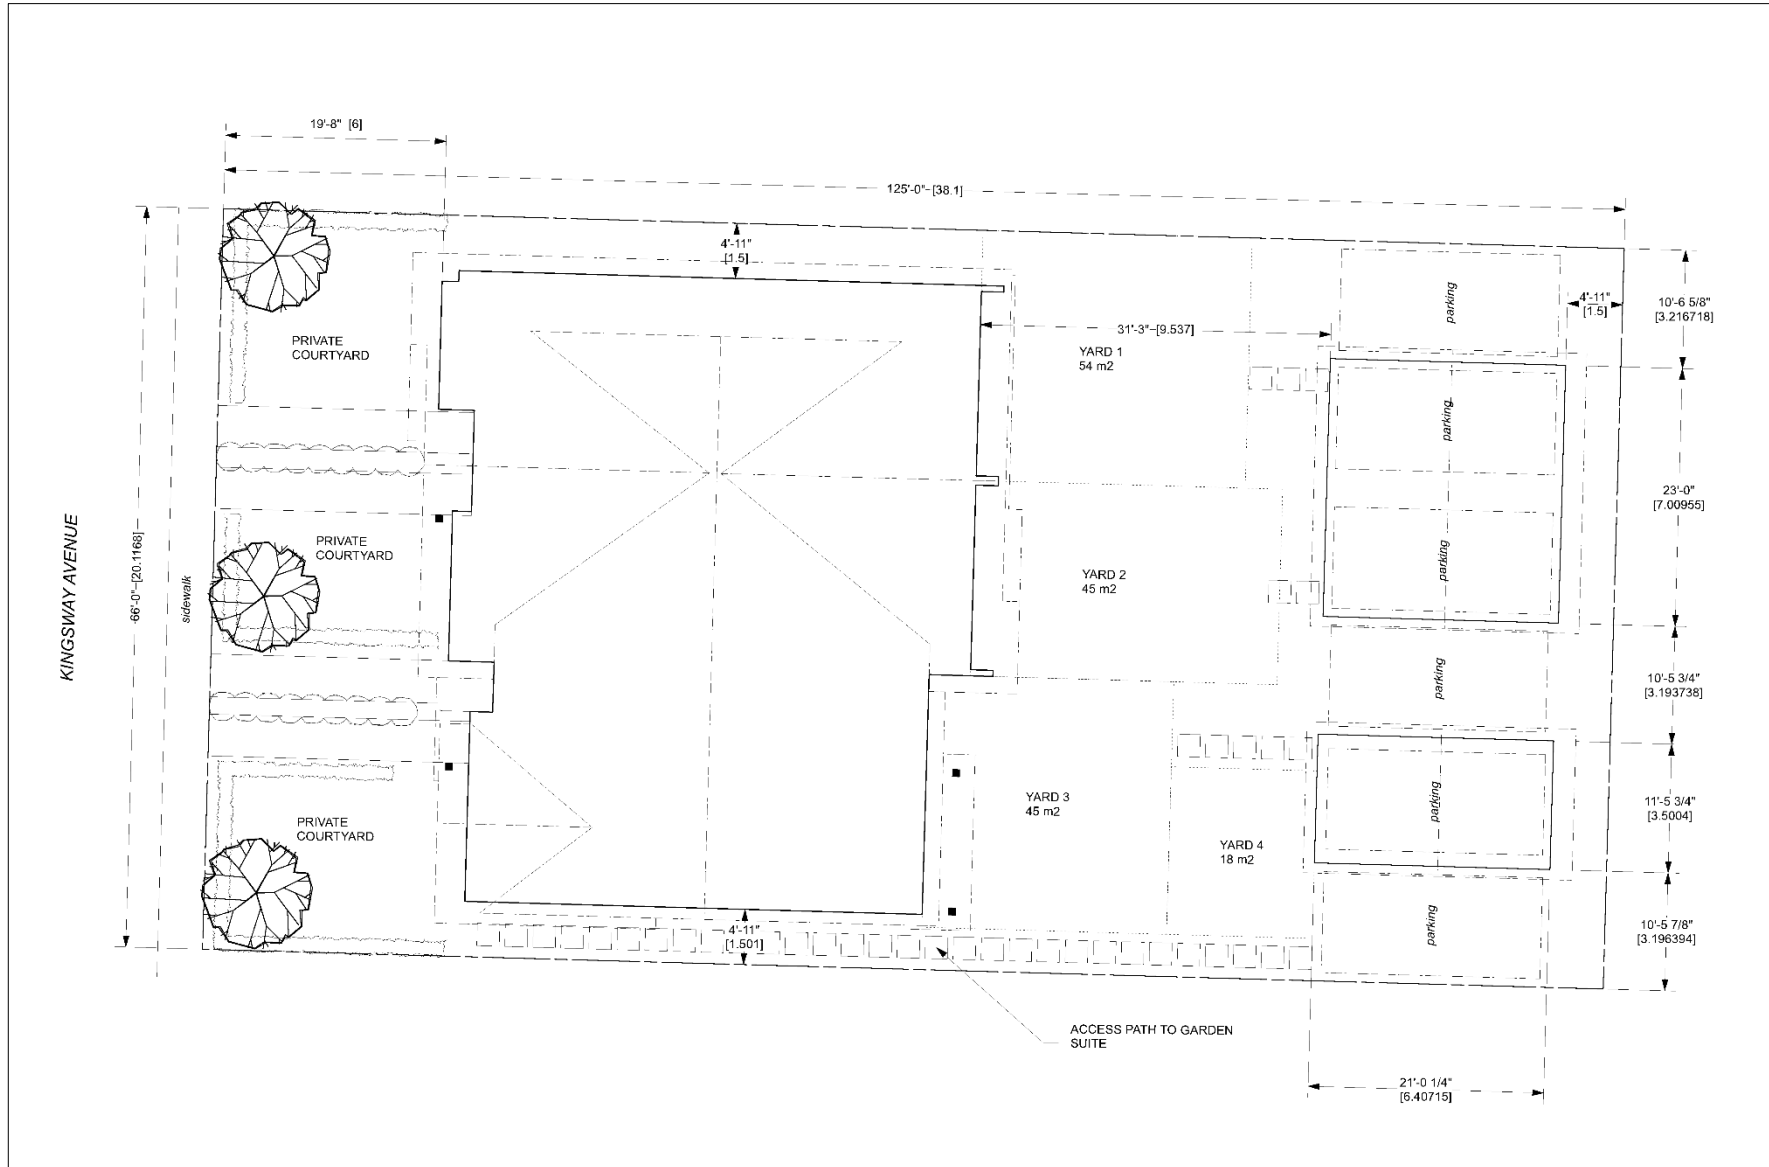 19'-8" [6]
125'-0" [38.1]
4'-11"
[1.5]
10'-6 5/8"
[3.216718]
4'-11"
[1.5]
parking
31'-3" [9.537]
PRIVATE
COURTYARD
YARD 1
54 m2
parking
23'-0"
[7.00955]
KINGSWAY AVENUE
66'-0" [20.1168]
sidewalk
PRIVATE
COURTYARD
YARD 2
45 m2
parking
parking
10'-5 3/4"
[3.193738]
YARD 3
45 m2
parking
11'-5 3/4"
[3.5004]
PRIVATE
COURTYARD
YARD 4
18 m2
parking
10'-5 7/8"
[3.196394]
4'-11"
[1.501]
ACCESS PATH TO GARDEN
SUITE
21'-0 1/4"
[6.40715]